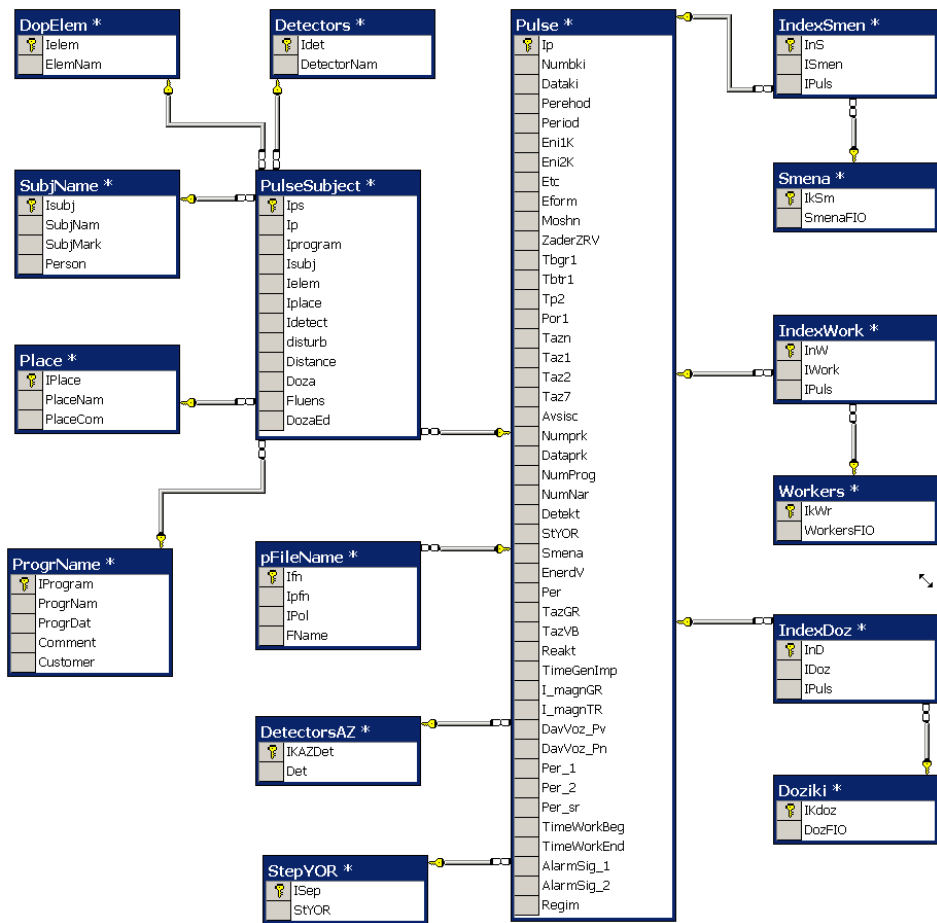 DopElem *
Ielem
ElemNam
Detectors *
Idet
DetectorNam
SubjName *
Isubj
SubjNam
SubjMark
Person
PulseSubject *
Ips
Ip
Iprogram
Isubj
Ielem
Iplace
Idetect
disturb
Distance
Doza
Fluens
DozaEd
Place *
IPlace
PlaceNam
PlaceCom
ProgrName *
IProgram
ProgrNam
ProgrDat
Comment
Customer
pFileName *
Ifn
Ipfn
IPol
FName
DetectorsAZ *
IKAZDet
Det
StepYOR *
ISep
StYOR
Pulse *
Ip
Numbki
Dataki
Perehod
Period
Eni1K
Eni2K
Etc
Eform
Moshn
ZaderZRV
Tbgr1
Tbtr1
Tp2
Por1
Tazn
Taz1
Taz2
Taz7
Avsisc
Numprk
Dataprk
NumProg
NumNar
Detekt
StYOR
Smena
EnerdV
Per
TazGR
TazVB
Reakt
TimeGenImp
I_magnGR
I_magnTR
DavVoz_Pv
DavVoz_Pn
Per_1
Per_2
Per_sr
TimeWorkBeg
TimeWorkEnd
AlarmSig_1
AlarmSig_2
Regim
IndexSmen *
InS
ISmen
IPuls
Smena *
IkSm
SmenaFIO
IndexWork *
InW
IWork
IPuls
Workers *
IkWr
WorkersFIO
IndexDoz *
InD
IDoz
IPuls
Doziki *
IKdoz
DozFIO